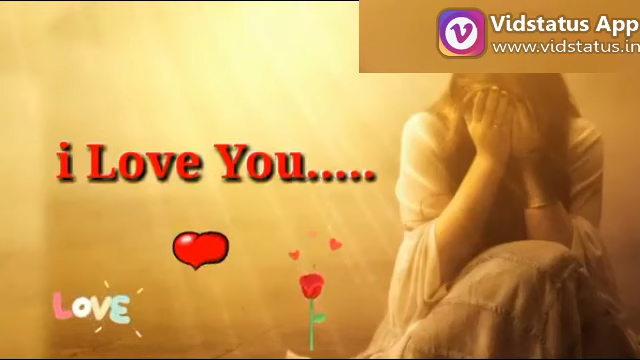 Vidstatus App
www.vidstatus.in
i Love You.....
LOVE